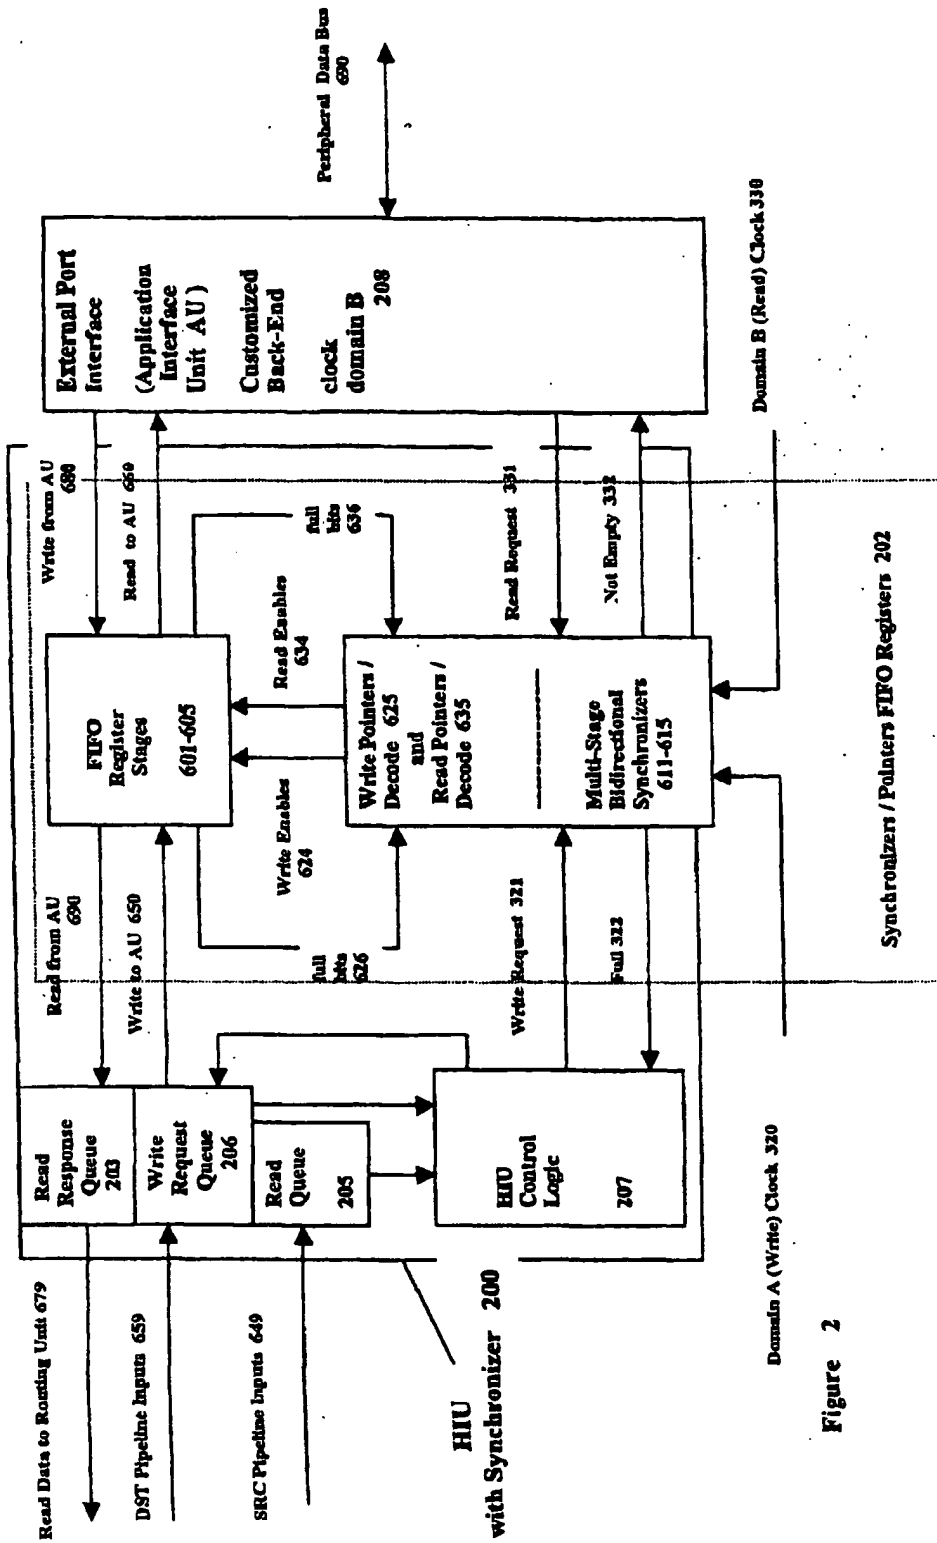 Read Data to Routing Unit 679
DST Pipeline Inputs 659
SRC Pipeline Inputs 649
HIU
with Synchronizer 200
Read
Response
Queue
203
Write
Request
Queue
206
Read
Queue
205
HIU
Control
Logic
207
Read from AU
690
Write to AU 650
full
bits
626
Write Request 321
Full 322
Write Enables
624
FIFO
Register
Stages
601-605
Write Pointers /
Decode 625
and
Read Pointers /
Decode 635
Multi-Stage
Bidirectional
Synchronizers
611-615
Read Enables
634
Write from AU
680
Read to AU 660
full
bits
636
Read Request 331
Not Empty 332
External Port
Interface
(Application
Interface
Unit AU)
Customized
Back-End
clock
domain B
208
Peripheral Data Bus
690
Domain A (Write) Clock 320
Domain B (Read) Clock 330
Synchronizers / Pointers FIFO Registers 202
Figure 2